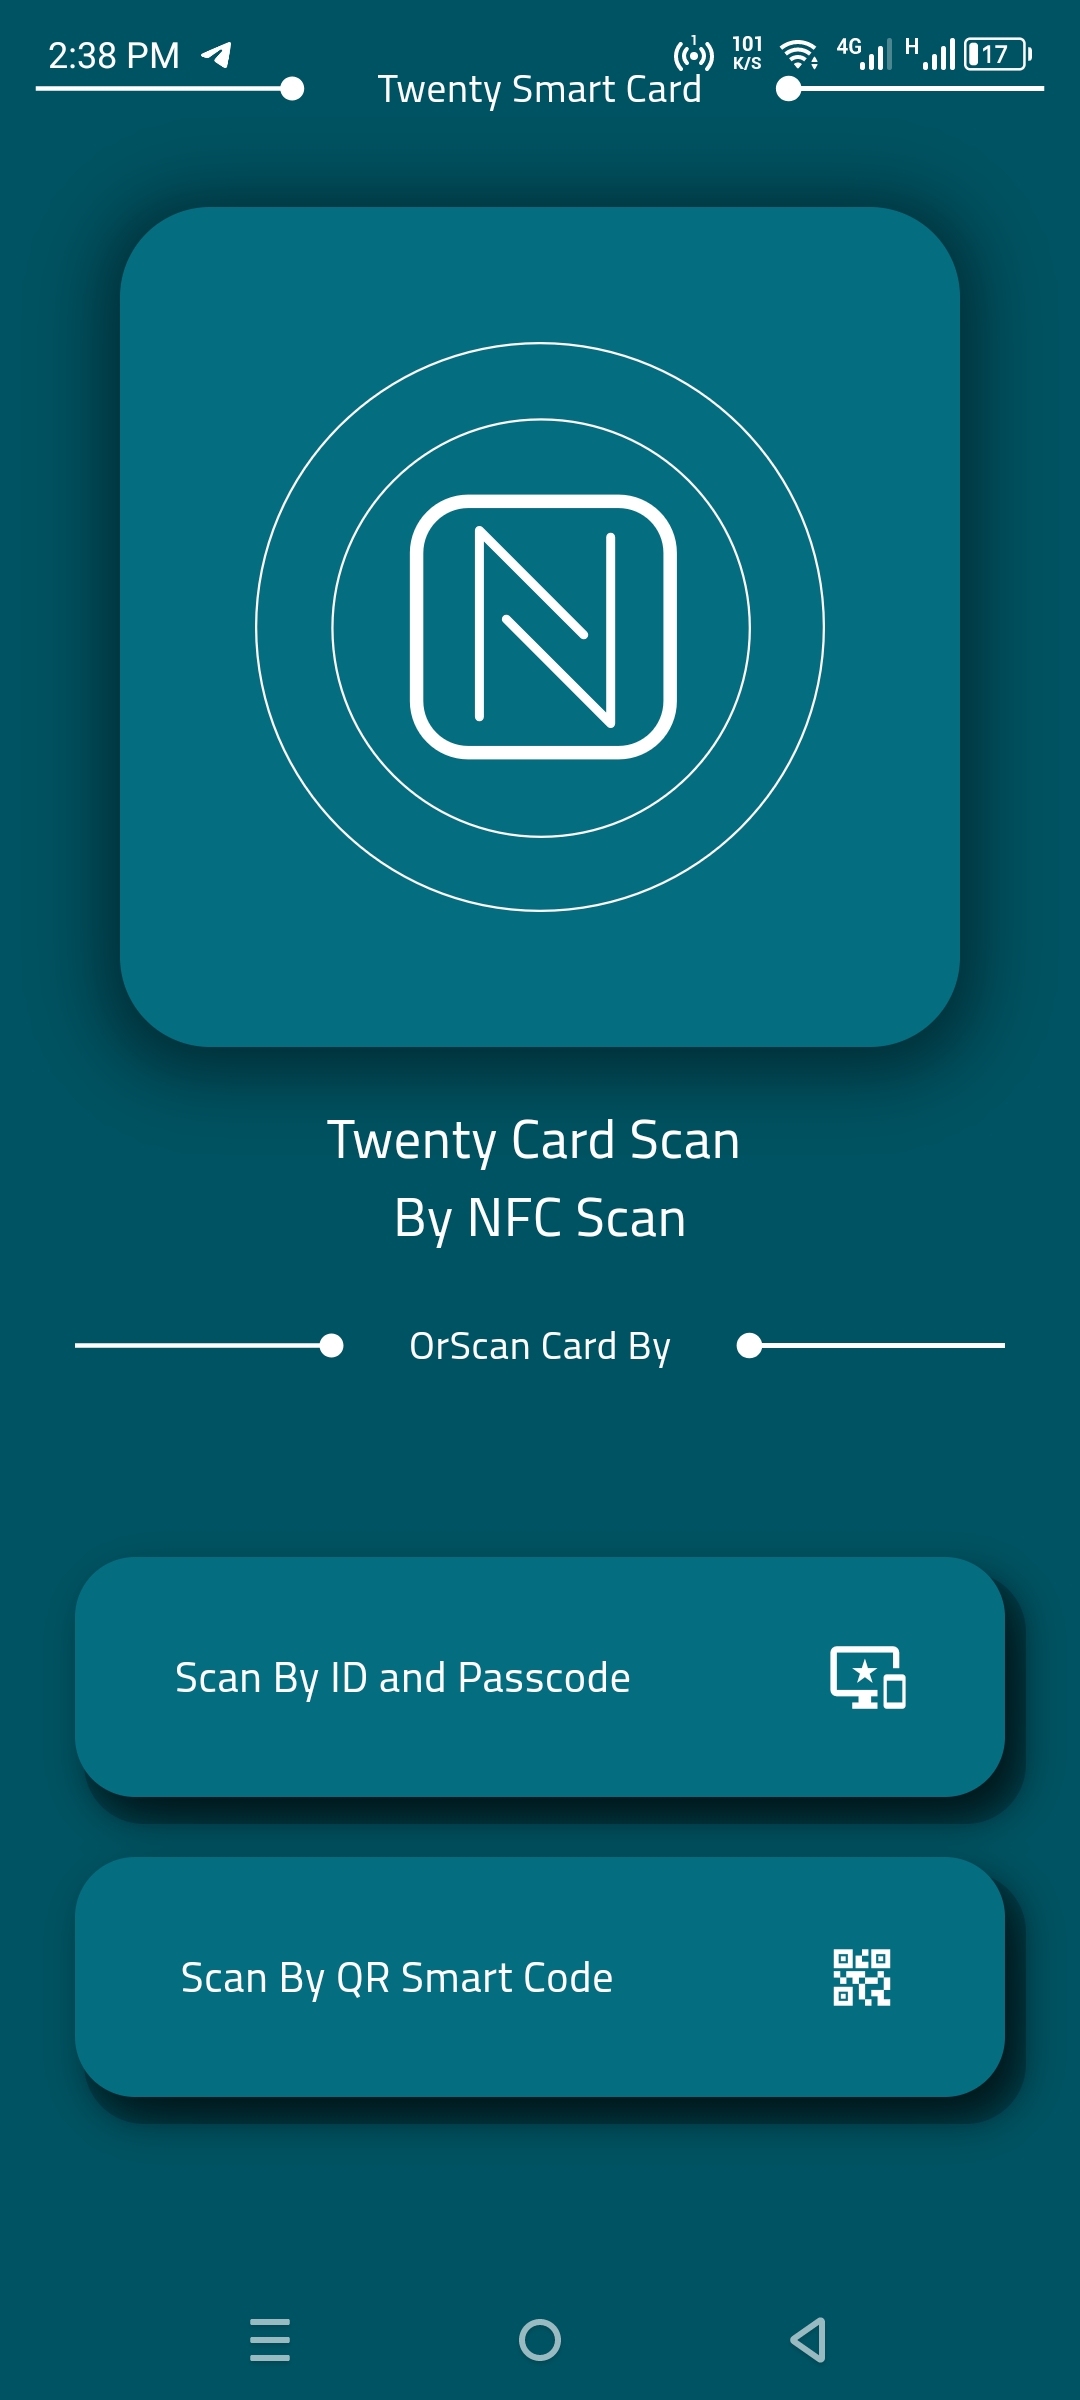 2:38 PM
1
101
K/S
4G
H
17
Twenty Smart Card
Twenty Card Scan
By NFC Scan
OrScan Card By
Scan By ID and Passcode
Scan By QR Smart Code